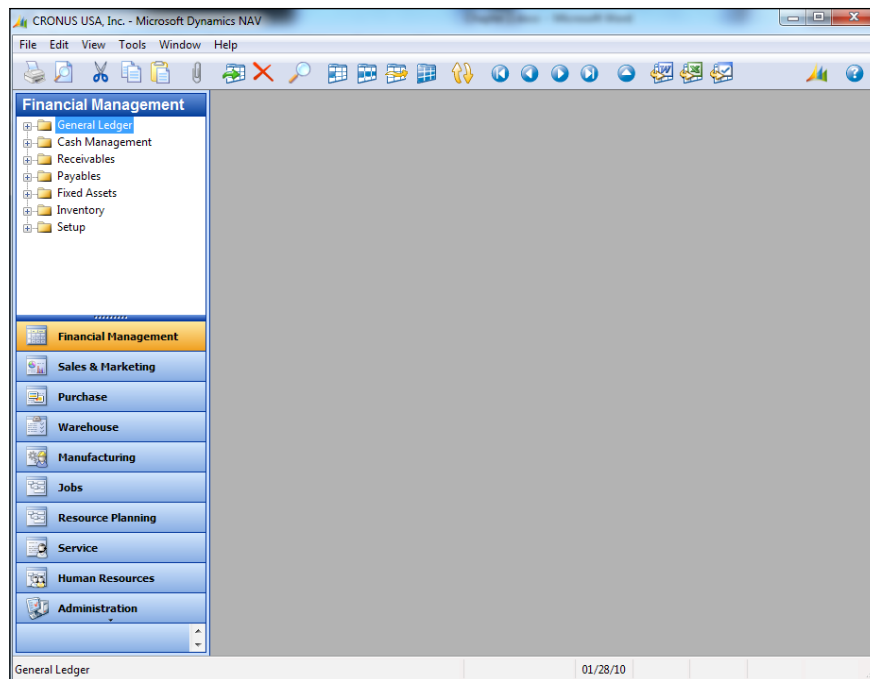 CRONUS USA, Inc. - Microsoft Dynamics NAV
File Edit View Tools Window Help
Financial Management
General Ledger
Cash Management
Receivables
Payables
Fixed Assets
Inventory
Setup
Financial Management
Sales & Marketing
Purchase
Warehouse
Manufacturing
Jobs
Resource Planning
Service
Human Resources
Administration
General Ledger 01/28/10